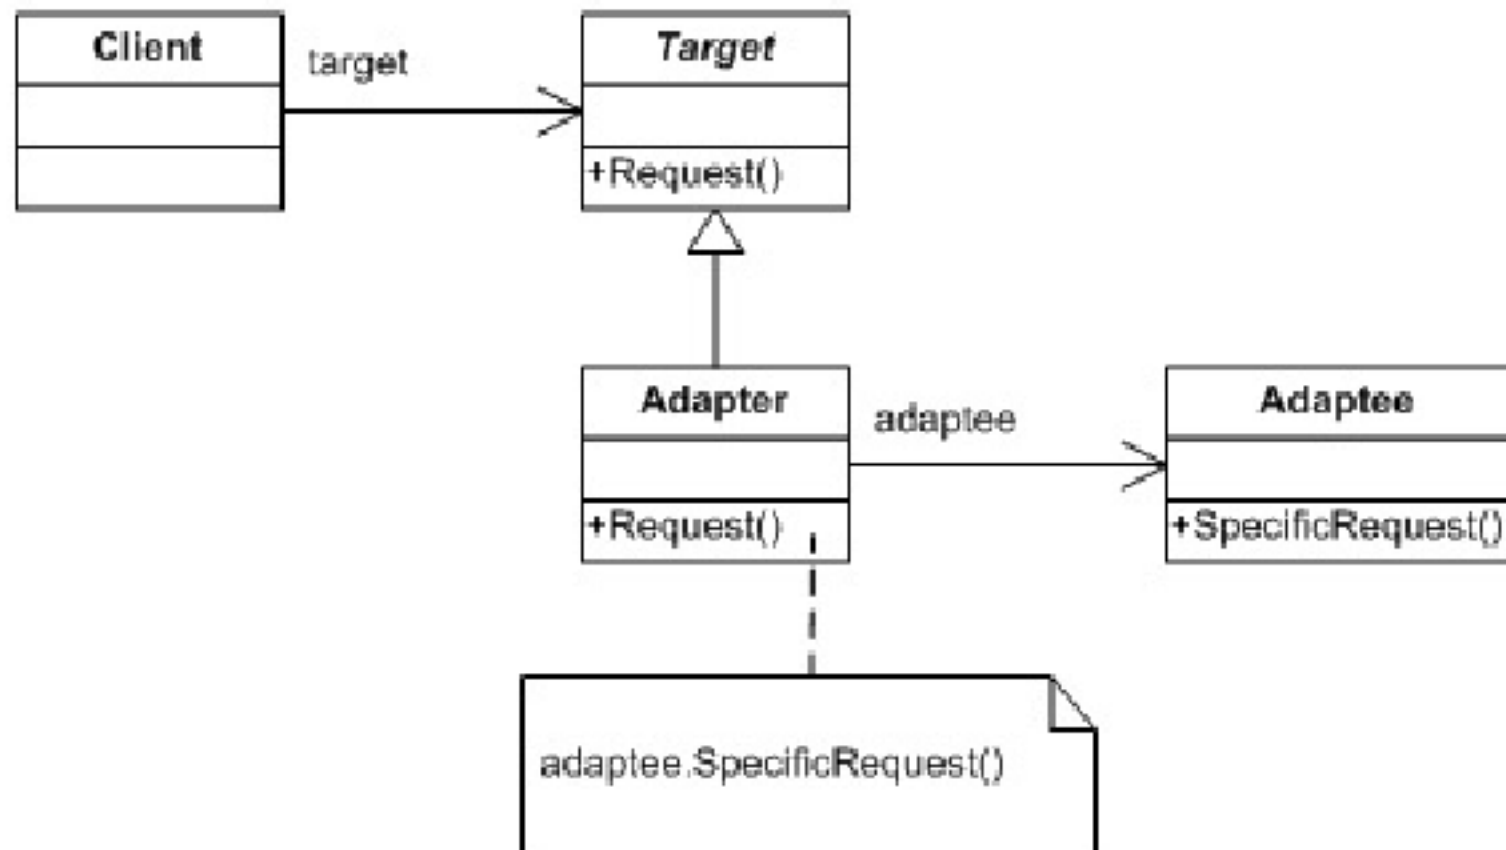 Client
target
Target
+Request()
Adapter
adaptee
Adaptee
+Request()
+SpecificRequest()
adaptee.SpecificRequest()